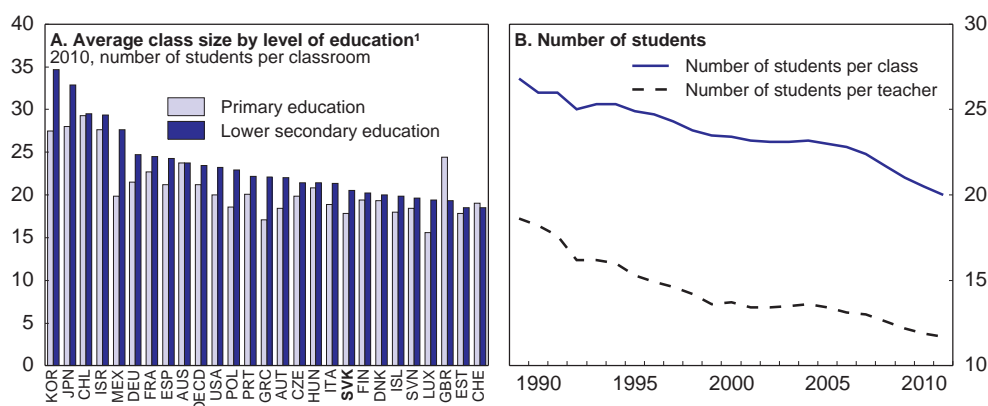 A. Average class size by level of education¹
2010, number of students per classroom
Primary education
Lower secondary education
40
35
30
25
20
15
10
5
0
KOR
JPN
CHL
ISR
MEX
DEU
FRA
ESP
AUS
OECD
USA
POL
PRT
GRC
AUT
CZE
HUN
ITA
SVK
FIN
DNK
ISL
SVN
LUX
GBR
EST
CHE
B. Number of students
Number of students per class
Number of students per teacher
30
25
20
15
10
1990
1995
2000
2005
2010